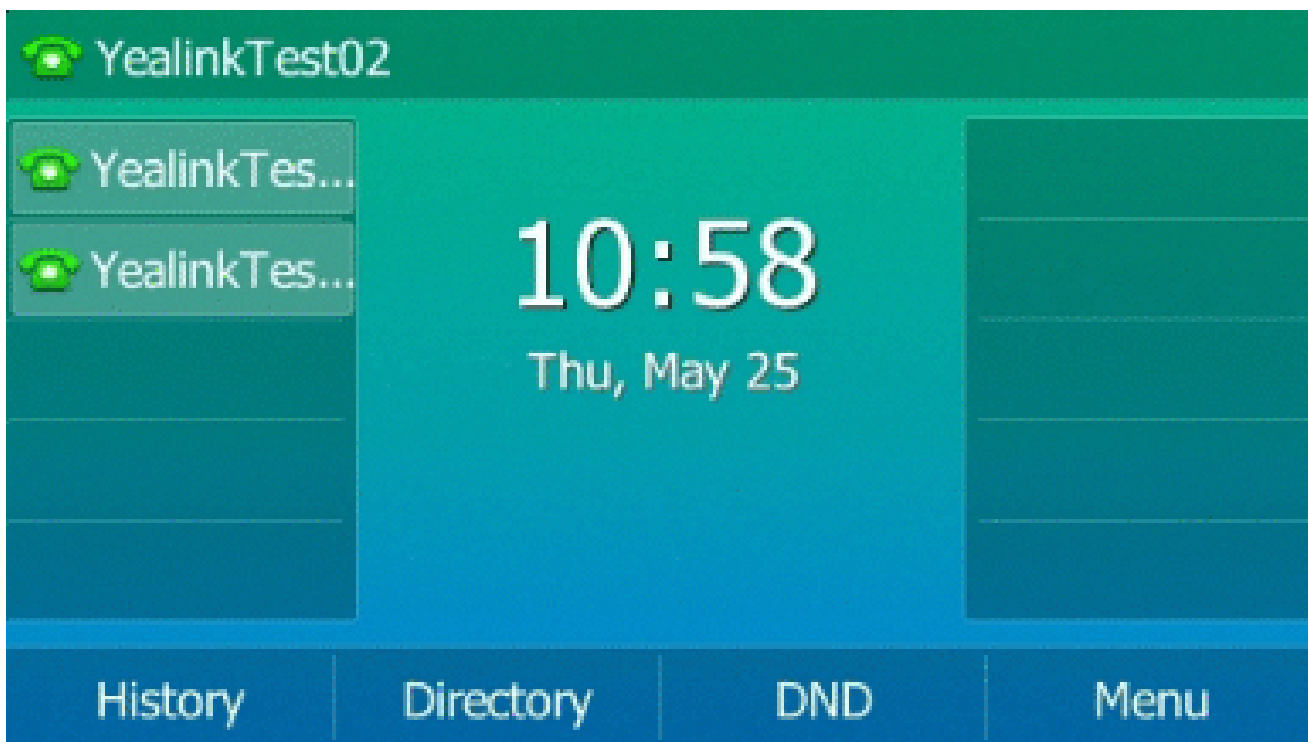 YealinkTest02
YealinkTes...
YealinkTes...
10:58
Thu, May 25
History
Directory
DND
Menu